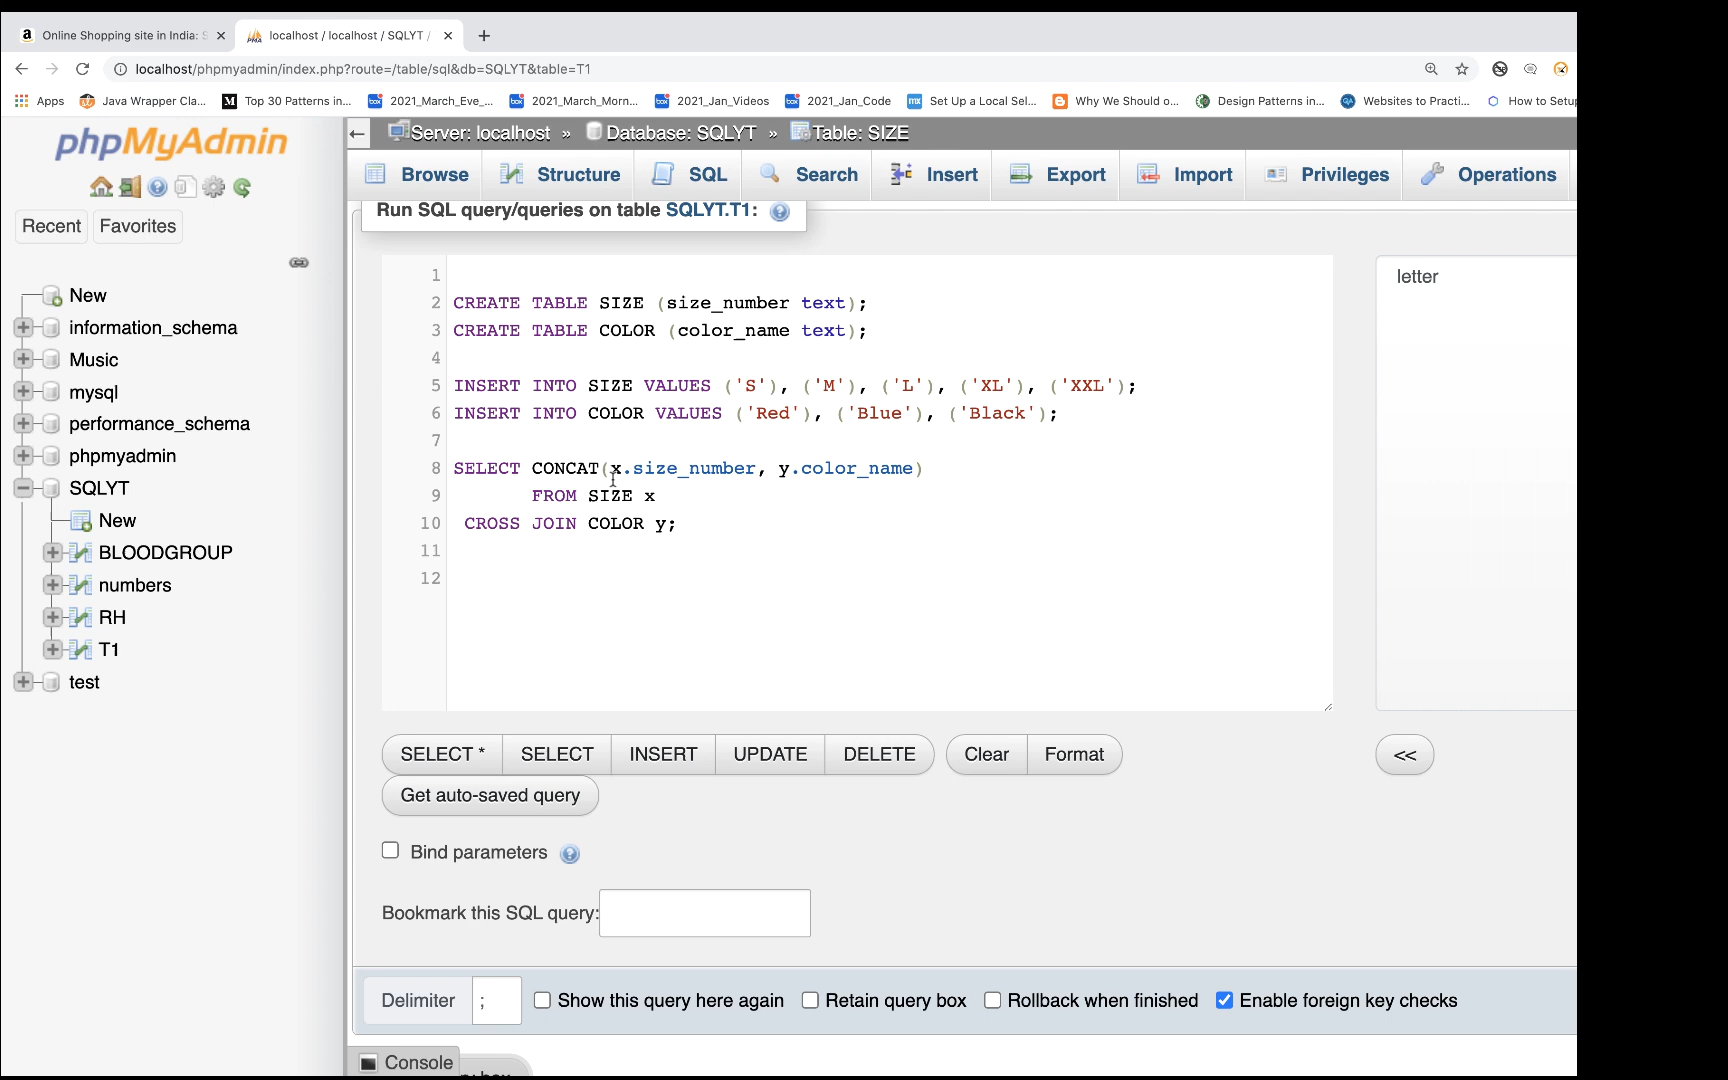 Online Shopping site in India: S
localhost / localhost / SQLYT /
localhost/phpmyadmin/index.php?route=/table/sql&db=SQLYT&table=T1
Apps
Java Wrapper Cla...
Top 30 Patterns in...
2021_March_Eve_...
2021_March_Morn...
2021_Jan_Videos
2021_Jan_Code
Set Up a Local Sel...
Why We Should o...
Design Patterns in...
Websites to Practi...
How to Setup
phpMyAdmin
Server: localhost » Database: SQLYT » Table: SIZE
Browse
Structure
SQL
Search
Insert
Export
Import
Privileges
Operations
Recent
Favorites
New
information_schema
Music
mysql
performance_schema
phpmyadmin
SQLYT
New
BLOODGROUP
numbers
RH
T1
test
Run SQL query/queries on table SQLYT.T1:
1
2 CREATE TABLE SIZE (size_number text);
3 CREATE TABLE COLOR (color_name text);
4
5 INSERT INTO SIZE VALUES ('S'), ('M'), ('L'), ('XL'), ('XXL');
6 INSERT INTO COLOR VALUES ('Red'), ('Blue'), ('Black');
7
8 SELECT CONCAT(x.size_number, y.color_name)
9 FROM SIZE x
10 CROSS JOIN COLOR y;
11
12
letter
SELECT *
SELECT
INSERT
UPDATE
DELETE
Clear
Format
<<
Get auto-saved query
Bind parameters
Bookmark this SQL query:
Delimiter ;
Show this query here again
Retain query box
Rollback when finished
Enable foreign key checks
Console